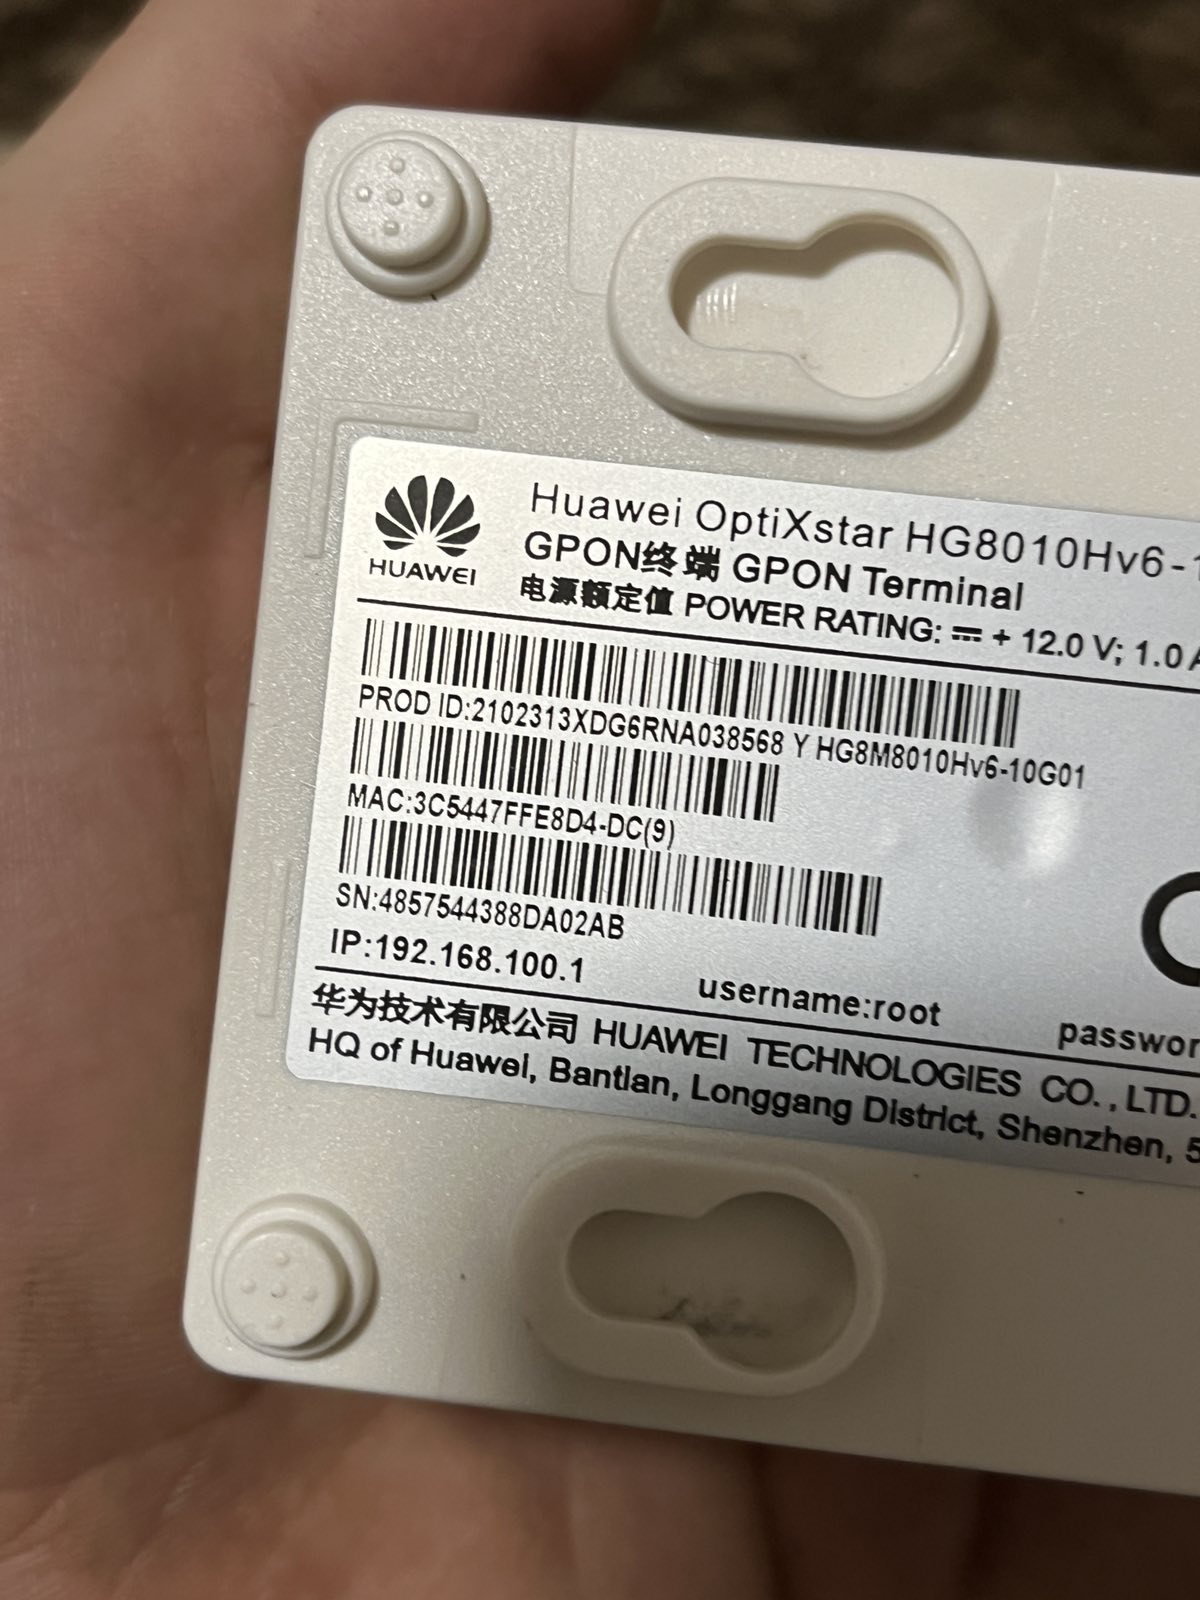 HUAWEI
Huawei OptiXstar HG8010Hv6-1
GPON终端 GPON Terminal
电源额定值 POWER RATING: ⎓ + 12.0 V; 1.0 A
PROD ID:2102313XDG6RNA038568 Y HG8M8010Hv6-10G01
MAC:3C5447FFE8D4-DC(9)
SN:4857544388DA02AB
IP:192.168.100.1 username:root passwor
华为技术有限公司 HUAWEI TECHNOLOGIES CO., LTD.
HQ of Huawei, Bantian, Longgang District, Shenzhen, 5